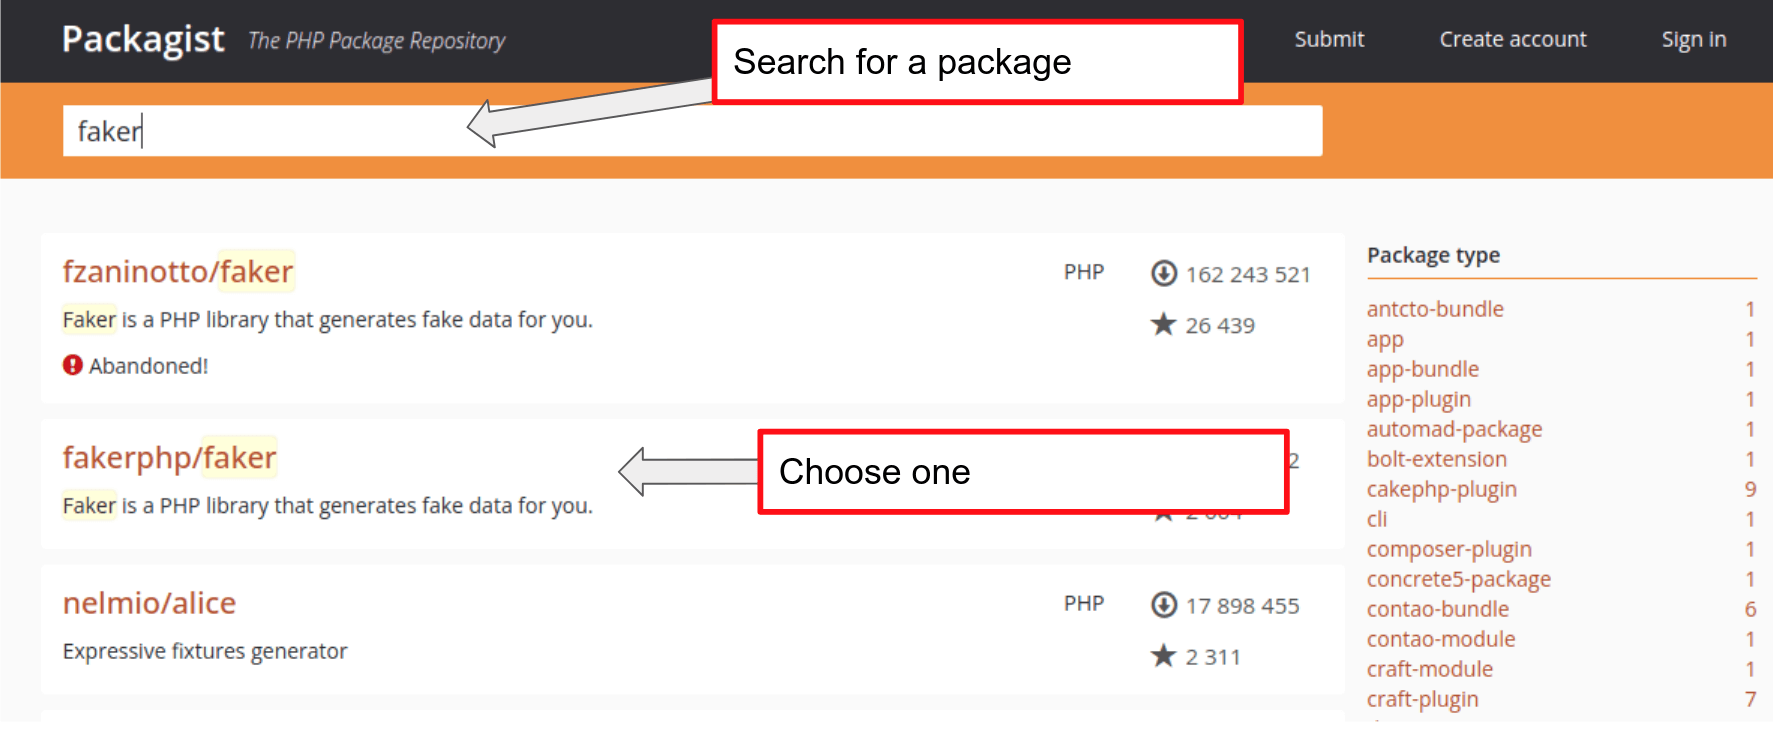 Packagist The PHP Package Repository
Search for a package
Submit Create account Sign in
faker
fzaninotto/faker
PHP 162 243 521
Faker is a PHP library that generates fake data for you.
26 439
Abandoned!
fakerphp/faker
Choose one
2
Faker is a PHP library that generates fake data for you.
nelmio/alice
PHP 17 898 455
Expressive fixtures generator
2 311
Package type
antcto-bundle 1
app 1
app-bundle 1
app-plugin 1
automad-package 1
bolt-extension 1
cakephp-plugin 9
cli 1
composer-plugin 1
concrete5-package 1
contao-bundle 6
contao-module 1
craft-module 1
craft-plugin 7